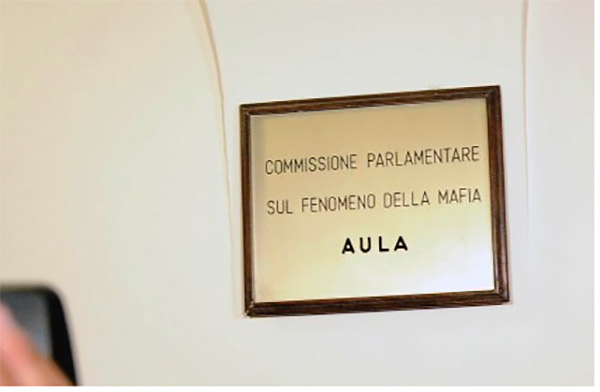 COMMISSIONE PARLAMENTARE
SUL FENOMENO DELLA MAFIA
AULA